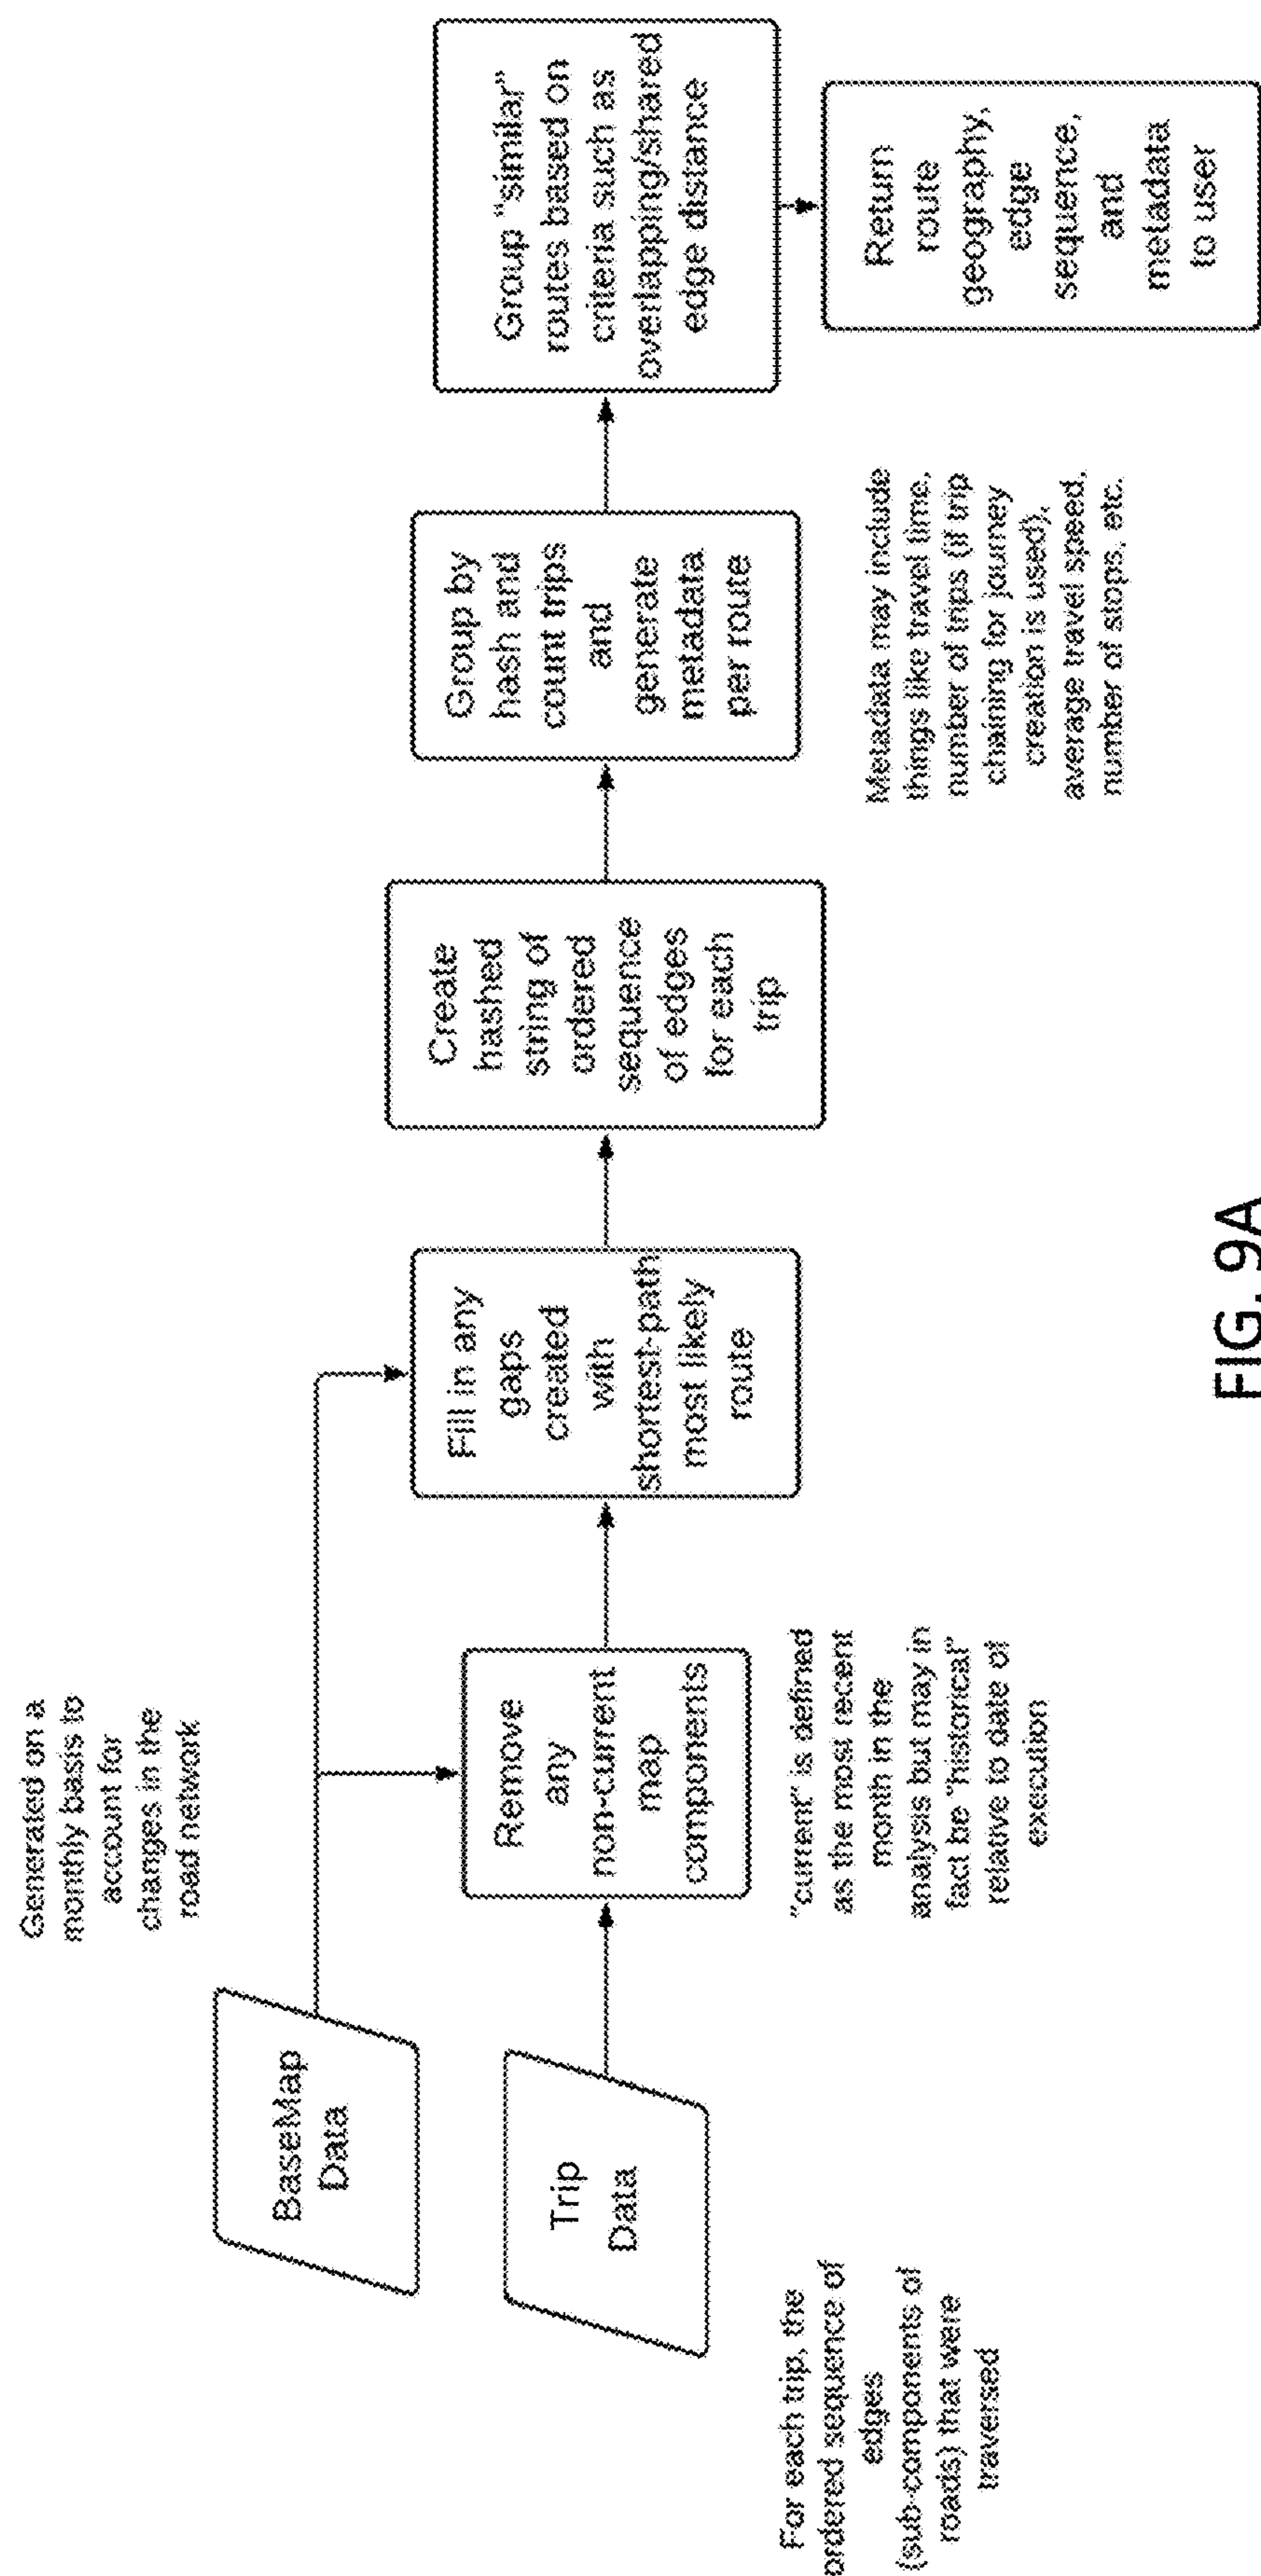 Generated on a
monthly basis to
account for
changes in the
road network
BaseMap
Data
Trip
Data
For each trip, the
ordered sequence of
edges
(sub-components of
roads) that were
traversed
Remove
any
non-current
map
components
"current" is defined
as the most recent
month in the
analysis but may in
fact be "historical"
relative to date of
execution
Fill in any
gaps
created
with
shortest-path
most likely
route
Create
hashed
string of
ordered
sequence
of edges
for each
trip
Group by
hash and
count trips
and
generate
metadata
per route
Metadata may include
things like travel time,
number of trips (if trip
chaining for journey
creation is used),
average travel speed,
number of stops, etc.
Group "similar"
routes based on
criteria such as
overlapping/shared
edge distance
Return
route
geography,
edge
sequence,
and
metadata
to user
FIG. 9A